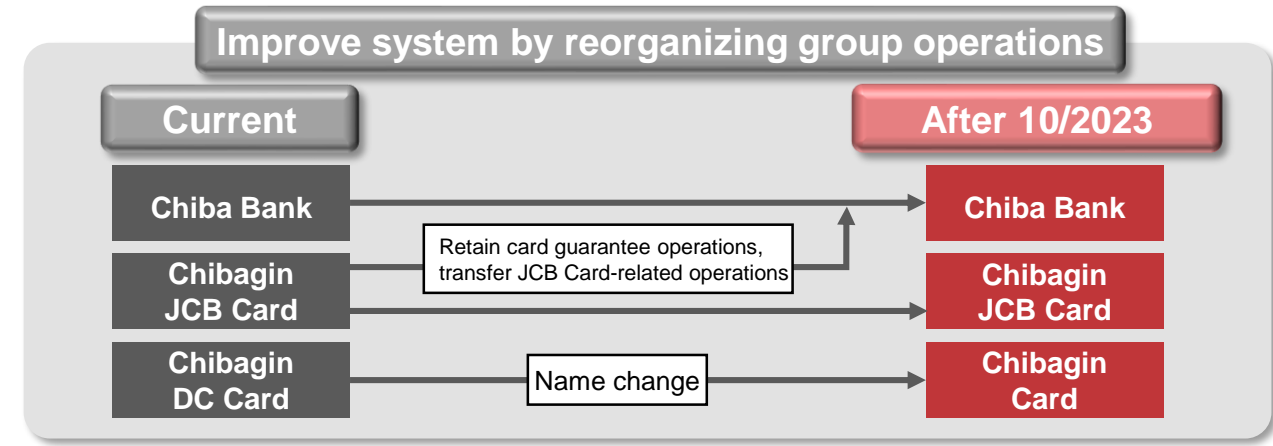 Improve system by reorganizing group operations
Current
After 10/2023
Chiba Bank
Chiba Bank
Retain card guarantee operations,
transfer JCB Card-related operations
Chibagin
JCB Card
Chibagin
JCB Card
Chibagin
DC Card
Name change
Chibagin
Card